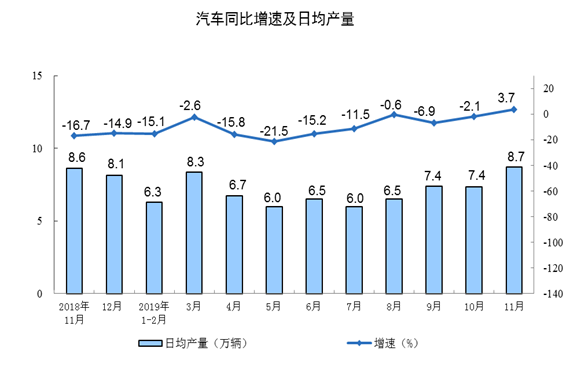 汽车同比增速及日均产量
15
10
5
0
20
0
-20
-40
-60
-80
-100
-120
-140
-16.7
-14.9
-15.1
-2.6
-15.8
-21.5
-15.2
-11.5
-0.6
-6.9
-2.1
3.7
8.6
8.1
6.3
8.3
6.7
6.0
6.5
6.0
6.5
7.4
7.4
8.7
2018年
11月
12月
2019年
1-2月
3月
4月
5月
6月
7月
8月
9月
10月
11月
日均产量（万辆）
增速（%）